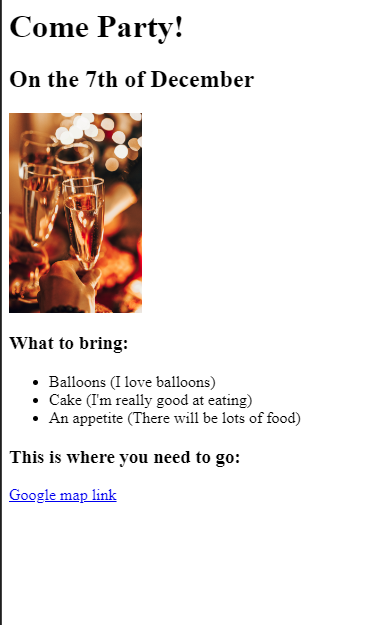 Come Party!
On the 7th of December
What to bring:
Balloons (I love balloons)
Cake (I'm really good at eating)
An appetite (There will be lots of food)
This is where you need to go:
Google map link